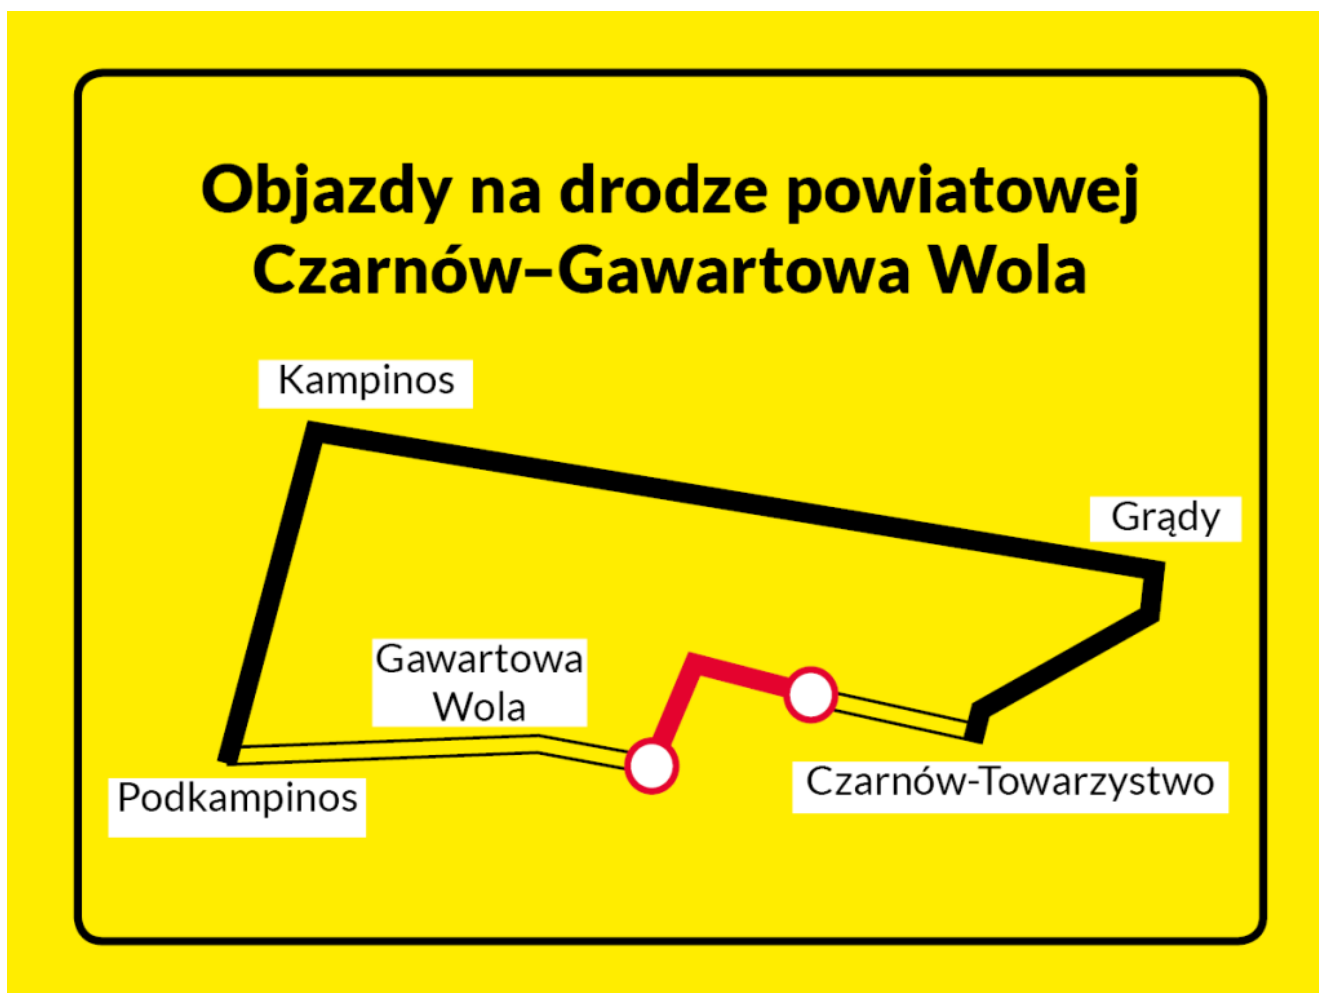 Objazdy na drodze powiatowej
Czarnów–Gawartowa Wola
Kampinos
Grądy
Gawartowa
Wola
Czarnów-Towarzystwo
Podkampinos